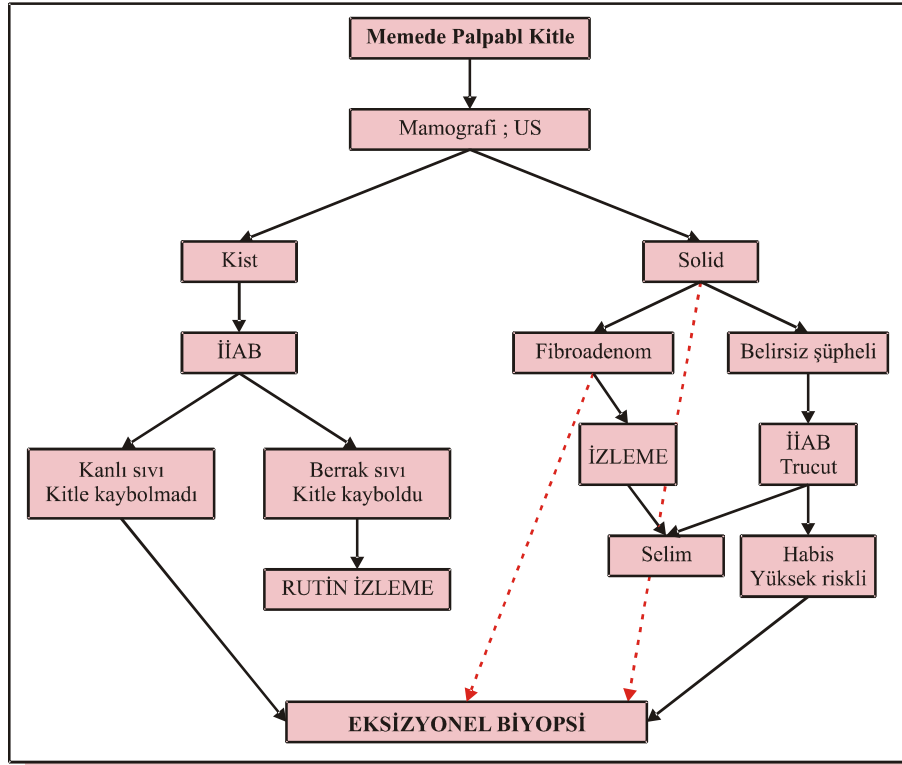 Memede Palpabl Kitle
Mamografi ; US
Kist
Solid
İİAB
Fibroadenom
Belirsiz şüpheli
Kanlı sıvı
Kitle kaybolmadı
Berrak sıvı
Kitle kayboldu
İZLEME
İİAB
Trucut
RUTİN İZLEME
Selim
Habis
Yüksek riskli
EKSİZYONEL BİYOPSİ